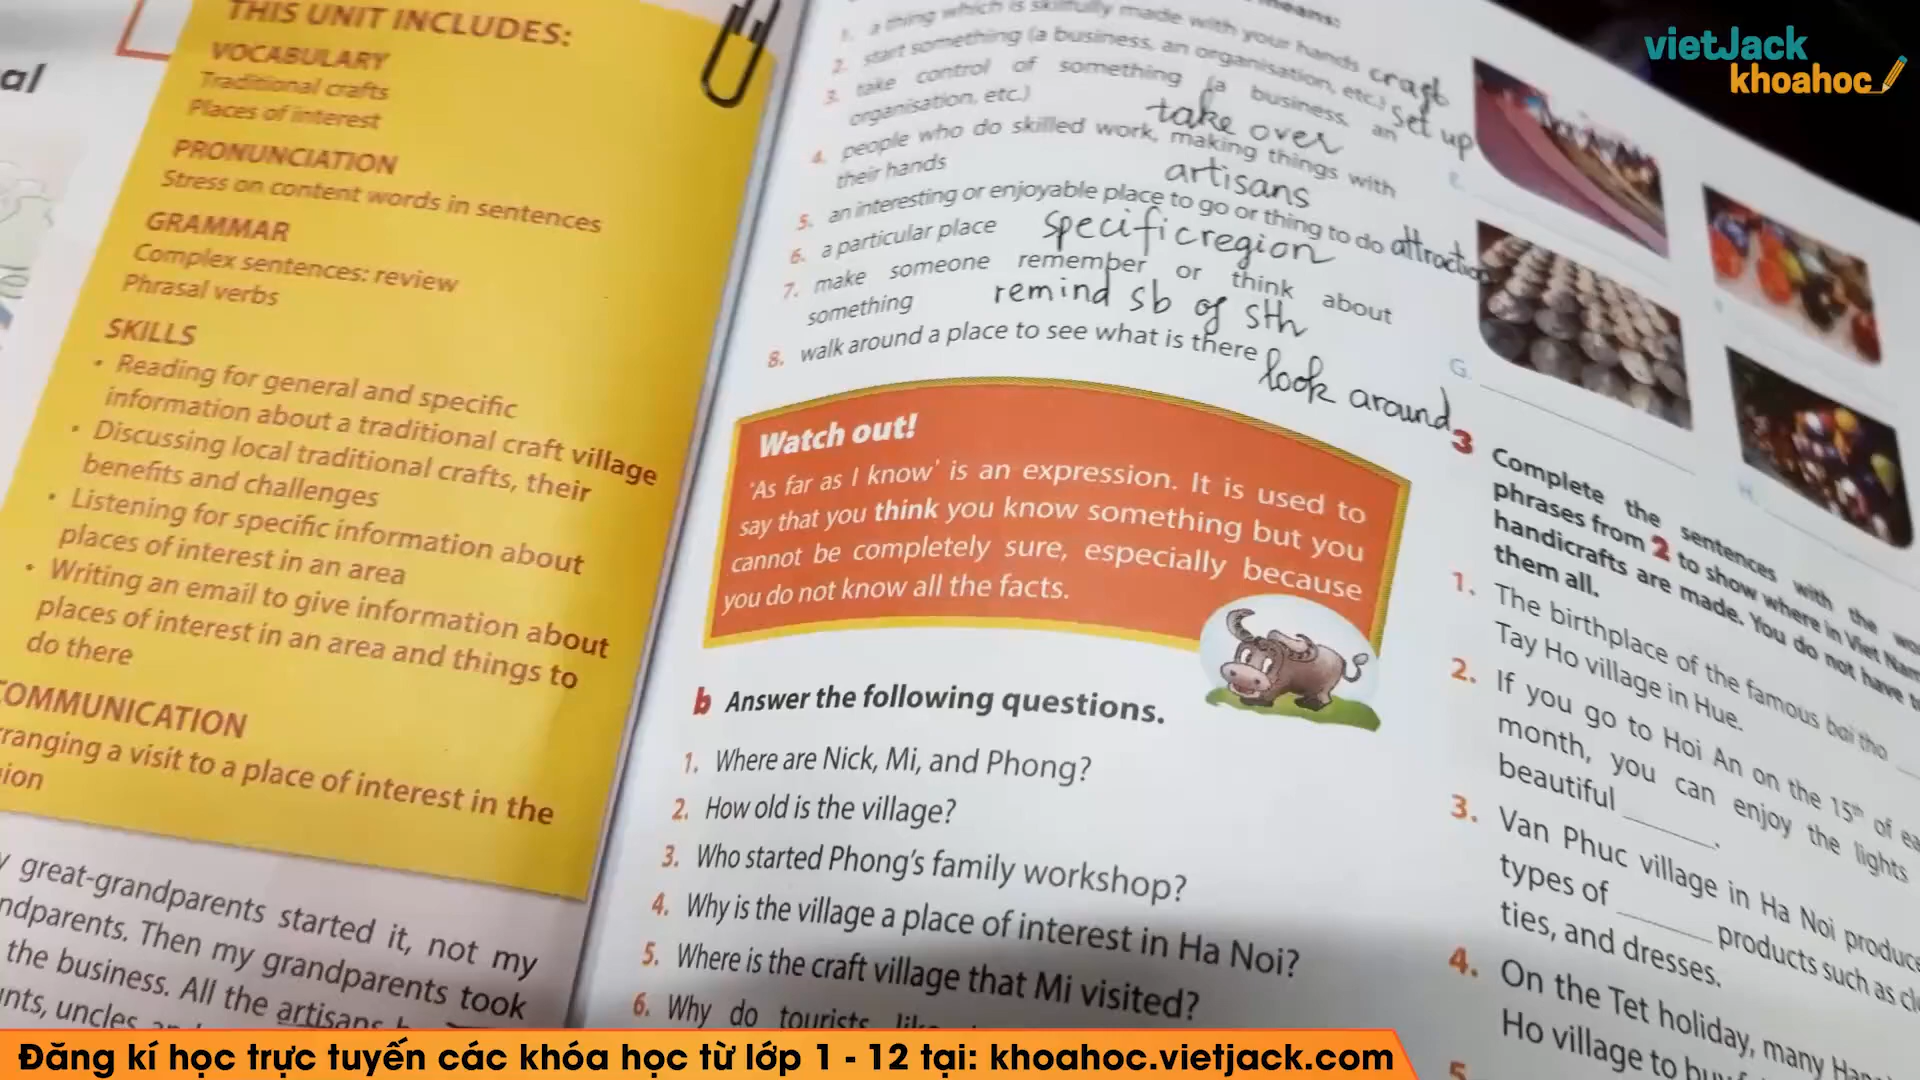 al
THIS UNIT INCLUDES:
VOCABULARY
Traditional crafts
Places of interest
PRONUNCIATION
Stress on content words in sentences
GRAMMAR
Complex sentences: review
Phrasal verbs
SKILLS
• Reading for general and specific
information about a traditional craft village
• Discussing local traditional crafts, their
benefits and challenges
• Listening for specific information about
places of interest in an area
• Writing an email to give information about
places of interest in an area and things to
do there
COMMUNICATION
rranging a visit to a place of interest in the
ion
great-grandparents started it, not my
ndparents. Then my grandparents took
the business. All the artisans
nts, uncles
means:
1. a thing which is skilfully made with your hands craft
2. start something (a business, an organisation, etc.) Set up
3. take control of something (a business, an
organisation, etc.) take over
4. people who do skilled work, making things with
their hands artisans
5. an interesting or enjoyable place to go or thing to do attraction
6. a particular place specific region
7. make someone remember or think about
something remind sb of sth
8. walk around a place to see what is there look around
Watch out!
'As far as I know' is an expression. It is used to
say that you think you know something but you
cannot be completely sure, especially because
you do not know all the facts.
b Answer the following questions.
1. Where are Nick, Mi, and Phong?
2. How old is the village?
3. Who started Phong's family workshop?
4. Why is the village a place of interest in Ha Noi?
5. Where is the craft village that Mi visited?
6. Why do tourists
G.
H.
3 Complete the sentences with the wo
phrases from 2 to show where in Viet Nam
handicrafts are made. You do not have t
them all.
1. The birthplace of the famous bai tho
Tay Ho village in Hue.
2. If you go to Hoi An on the 15th of ea
month, you can enjoy the lights
beautiful ______.
3. Van Phuc village in Ha Noi produce
types of ______ products such as cl
ties, and dresses.
4. On the Tet holiday, many Han
Ho village to buy
5.
vietJack
khoahoc
Đăng kí học trực tuyến các khóa học từ lớp 1 - 12 tại: khoahoc.vietjack.com